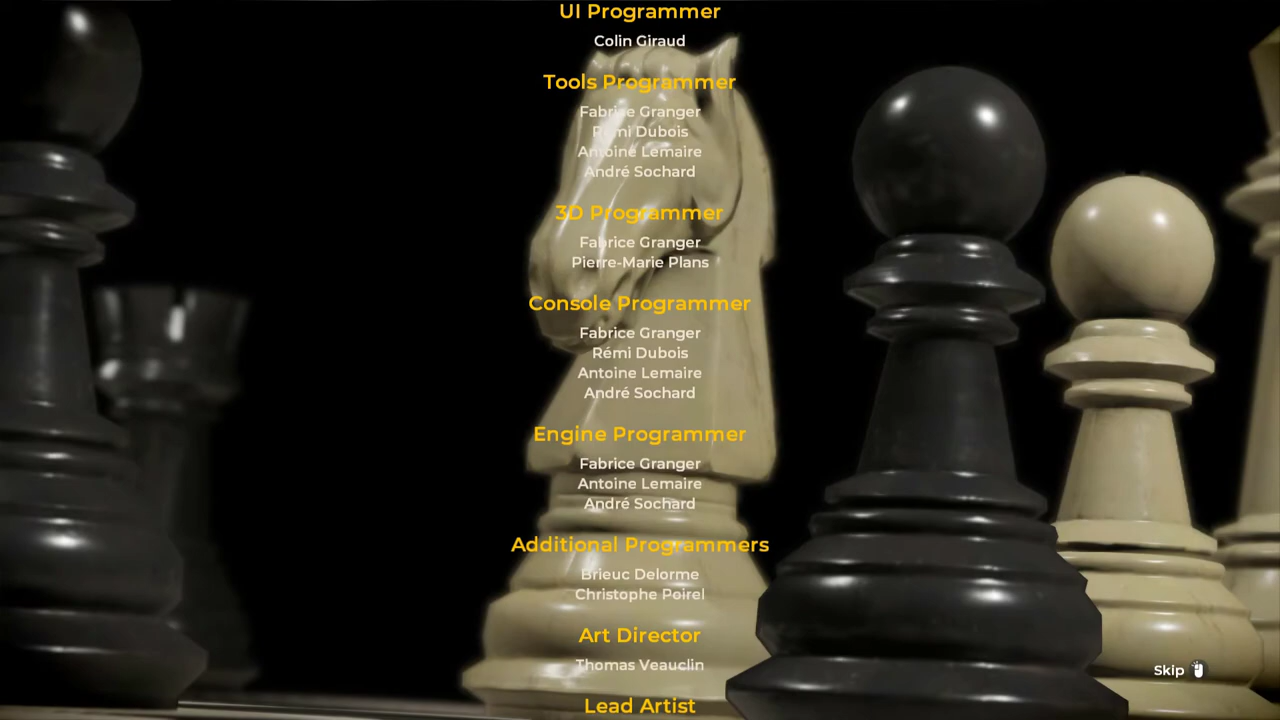 UI Programmer
Colin Giraud
Tools Programmer
Fabrice Granger
Rémi Dubois
Antoine Lemaire
André Sochard
3D Programmer
Fabrice Granger
Pierre-Marie Plans
Console Programmer
Fabrice Granger
Rémi Dubois
Antoine Lemaire
André Sochard
Engine Programmer
Fabrice Granger
Antoine Lemaire
André Sochard
Additional Programmers
Brieuc Delorme
Christophe Poirel
Art Director
Thomas Veauclin
Skip
Lead Artist